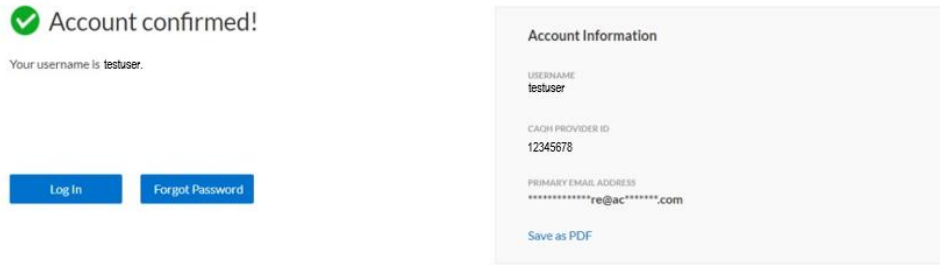 Account confirmed!
Your username is testuser.
Log In
Forgot Password
Account Information
USERNAME
testuser
CAQH PROVIDER ID
12345678
PRIMARY EMAIL ADDRESS
*************re@ac*******.com
Save as PDF